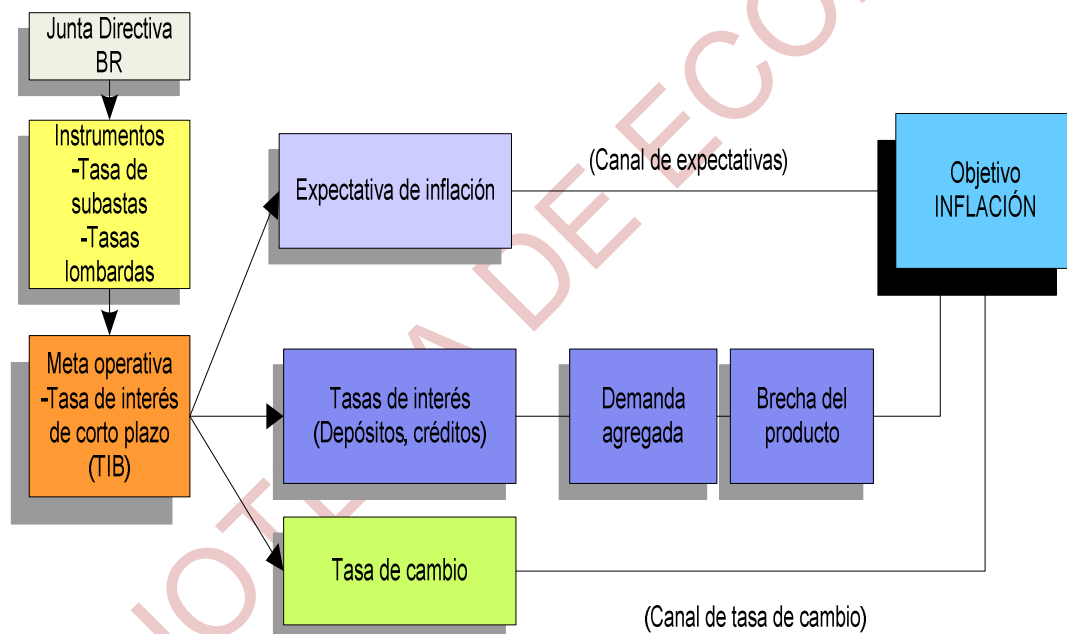 Junta Directiva
BR
Instrumentos
-Tasa de
subastas
-Tasas
lombardas
Meta operativa
-Tasa de interés
de corto plazo
(TIB)
Expectativa de inflación
(Canal de expectativas)
Objetivo
INFLACIÓN
Tasas de interés
(Depósitos, créditos)
Demanda
agregada
Brecha del
producto
Tasa de cambio
(Canal de tasa de cambio)
DE